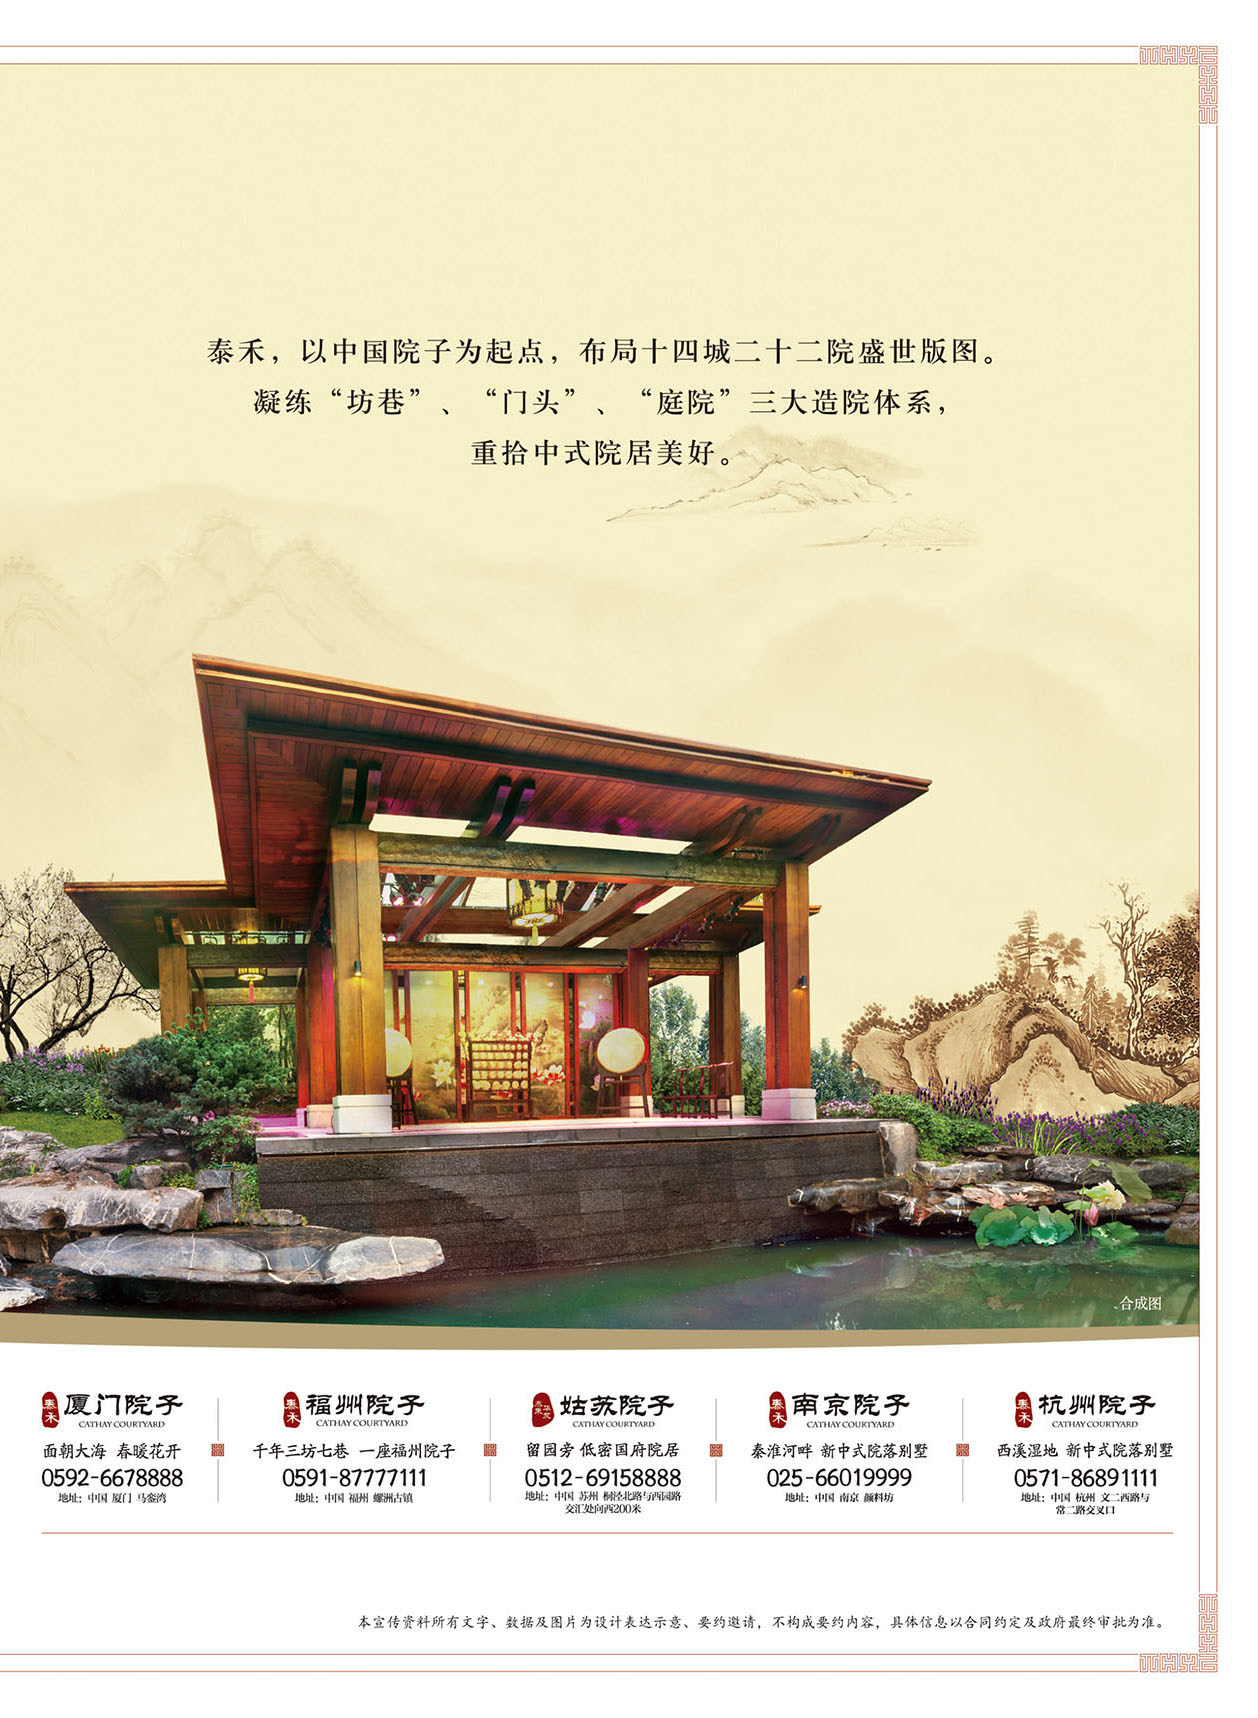 泰禾，以中国院子为起点，布局十四城二十二院盛世版图。
凝练“坊巷”、“门头”、“庭院”三大造院体系，
重拾中式院居美好。
合成图
泰禾 厦门院子
CATHAY COURTYARD
面朝大海 春暖花开
0592-6678888
地址：中国 厦门 马銮湾
泰禾 福州院子
CATHAY COURTYARD
千年三坊七巷 一座福州院子
0591-87777111
地址：中国 福州 螺洲古镇
姑苏院子
CATHAY COURTYARD
留园旁 低密国府院居
0512-69158888
地址：中国 苏州 桐泾北路与西园路
交汇处向西200米
泰禾 南京院子
CATHAY COURTYARD
秦淮河畔 新中式院落别墅
025-66019999
地址：中国 南京 颜料坊
泰禾 杭州院子
CATHAY COURTYARD
西溪湿地 新中式院落别墅
0571-86891111
地址：中国 杭州 文二西路与
常二路交叉口
本宣传资料所有文字、数据及图片为设计表达示意、要约邀请，不构成要约内容，具体信息以合同约定及政府最终审批为准。